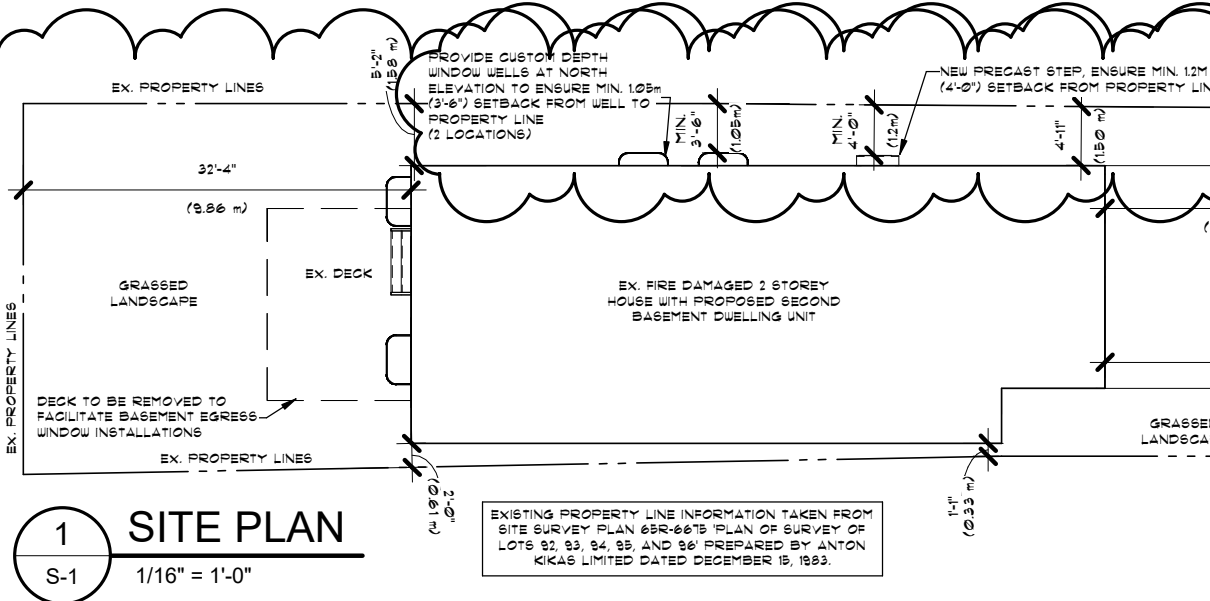 EX. PROPERTY LINES
5'-2"
(1.58 m)
PROVIDE CUSTOM DEPTH
WINDOW WELLS AT NORTH
ELEVATION TO ENSURE MIN. 1.05m
(3'-6") SETBACK FROM WELL TO
PROPERTY LINE
(2 LOCATIONS)
MIN.
3'-6"
(1.05m)
MIN.
4'-0"
(1.2m)
NEW PRECAST STEP, ENSURE MIN. 1.2M
(4'-0") SETBACK FROM PROPERTY LIN
4'-11"
(1.50 m)
32'-4"
(9.86 m)
GRASSED
LANDSCAPE
EX. DECK
EX. FIRE DAMAGED 2 STOREY
HOUSE WITH PROPOSED SECOND
BASEMENT DWELLING UNIT
EX. PROPERTY LINES
DECK TO BE REMOVED TO
FACILITATE BASEMENT EGRESS
WINDOW INSTALLATIONS
EX. PROPERTY LINES
GRASSE
LANDSCA
2'-0"
(0.61 m)
1'-1"
(0.33 m)
EXISTING PROPERTY LINE INFORMATION TAKEN FROM
SITE SURVEY PLAN 65R-6675 'PLAN OF SURVEY OF
LOTS 92, 93, 94, 95, AND 96' PREPARED BY ANTON
KIKAS LIMITED DATED DECEMBER 15, 1983.
1
S-1
SITE PLAN
1/16" = 1'-0"